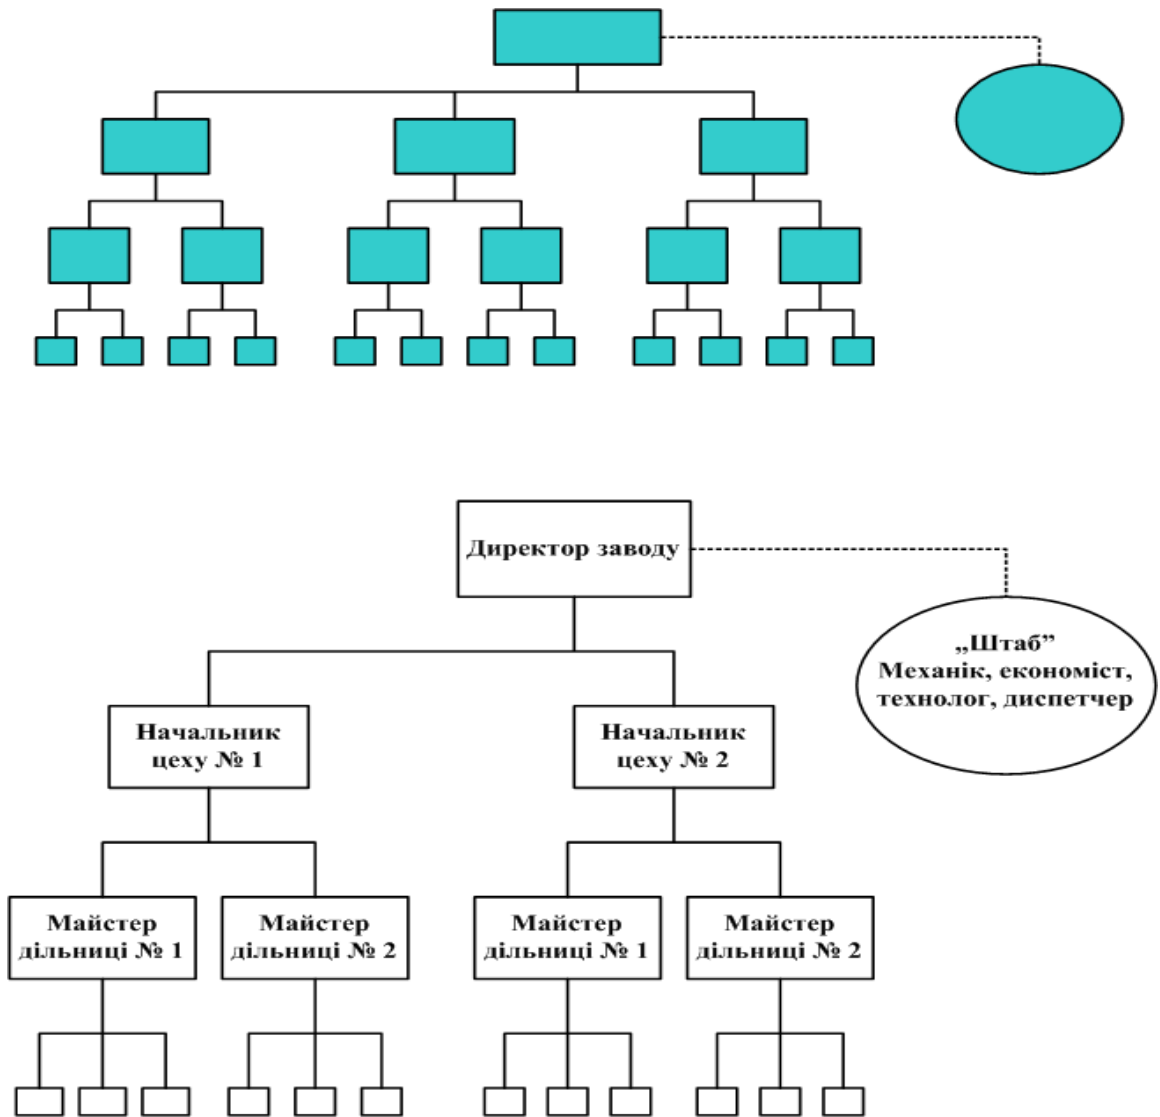 Директор заводу
„Штаб”
Механік, економіст,
технолог, диспетчер
Начальник
цеху № 1
Начальник
цеху № 2
Майстер
дільниці № 1
Майстер
дільниці № 2
Майстер
дільниці № 1
Майстер
дільниці № 2